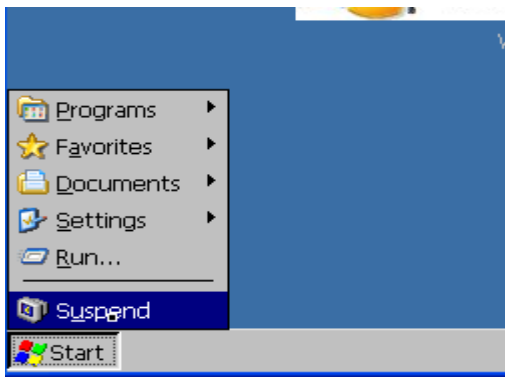 Programs
Favorites
Documents
Settings
Run...
Suspend
Start